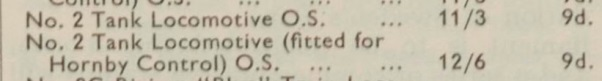 No. 2 Tank Locomotive O.S. ... 11/3 9d.
No. 2 Tank Locomotive (fitted for
Hornby Control) O.S. ... ... 12/6 9d.